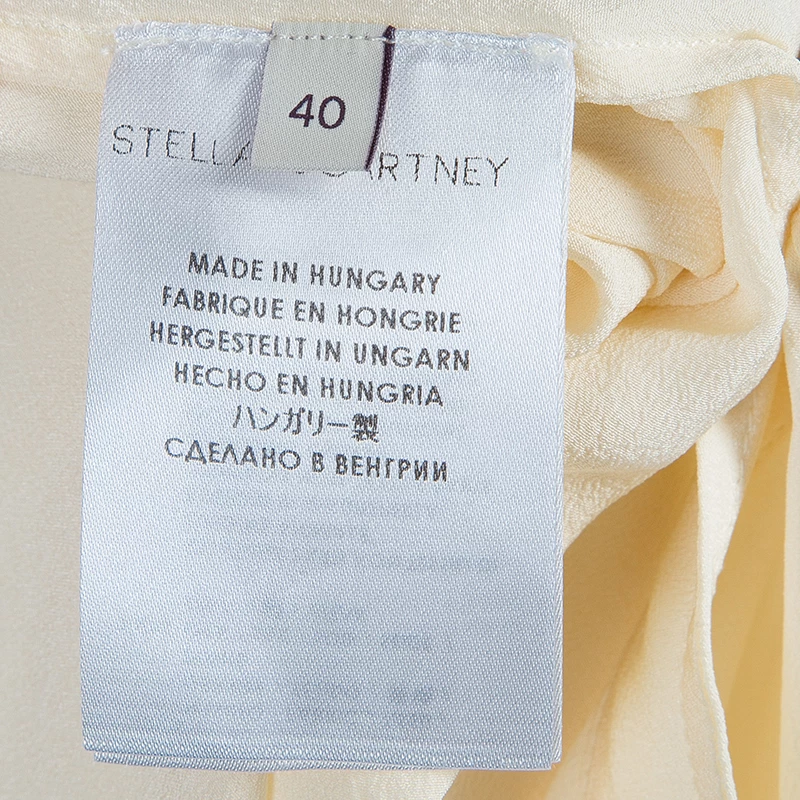 40
STELLA McCARTNEY
MADE IN HUNGARY
FABRIQUE EN HONGRIE
HERGESTELLT IN UNGARN
HECHO EN HUNGRIA
ハンガリー製
СДЕЛАНО В ВЕНГРИИ